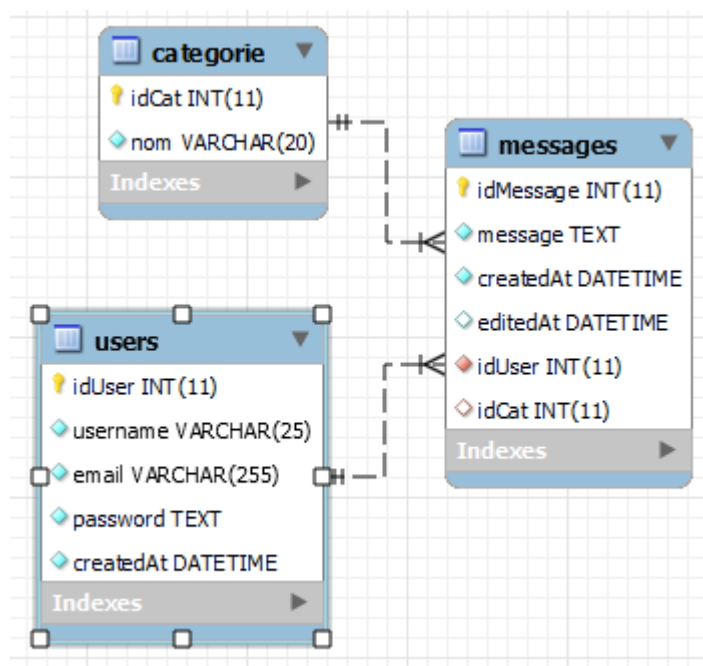 categorie
idCat INT(11)
nom VARCHAR(20)
Indexes
messages
idMessage INT(11)
message TEXT
createdAt DATETIME
editedAt DATETIME
idUser INT(11)
idCat INT(11)
Indexes
users
idUser INT(11)
username VARCHAR(25)
email VARCHAR(255)
password TEXT
createdAt DATETIME
Indexes